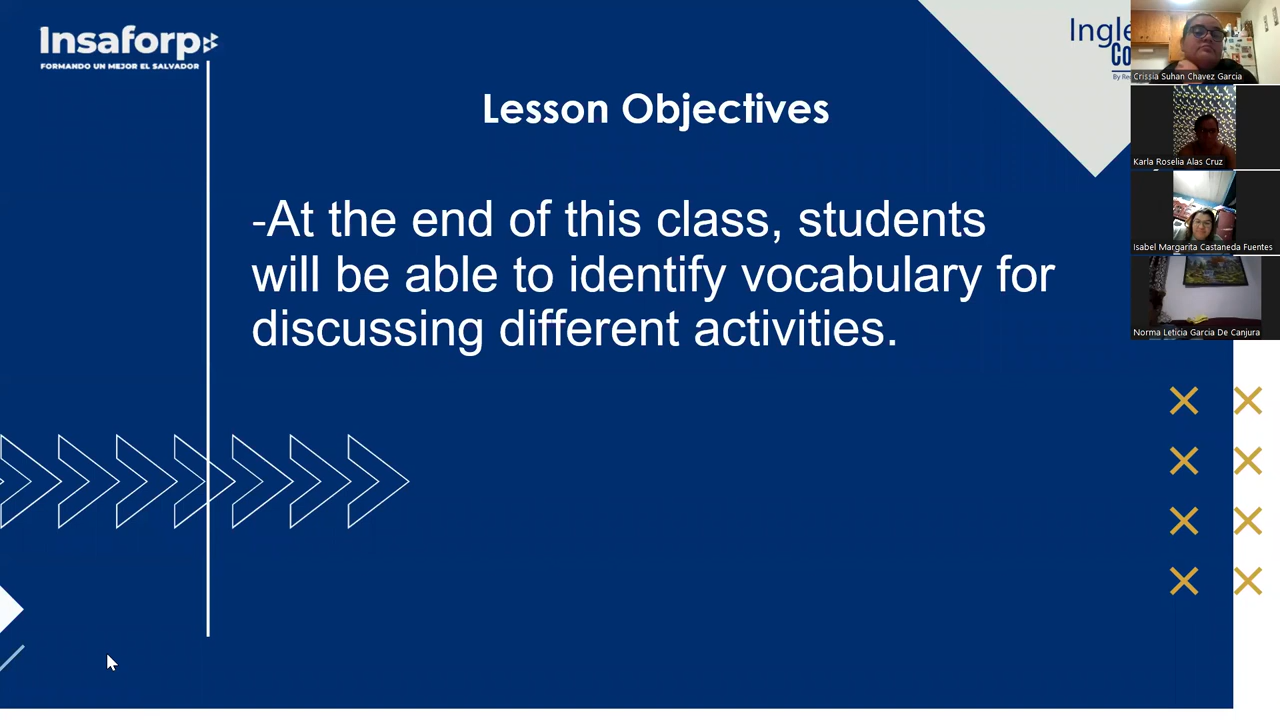 Insaforp
FORMANDO UN MEJOR EL SALVADOR
Lesson Objectives
-At the end of this class, students
will be able to identify vocabulary for
discussing different activities.
Crissia Suhan Chavez Garcia
Karla Roselia Alas Cruz
Isabel Margarita Castaneda Fuentes
Norma Leticia Garcia De Canjura